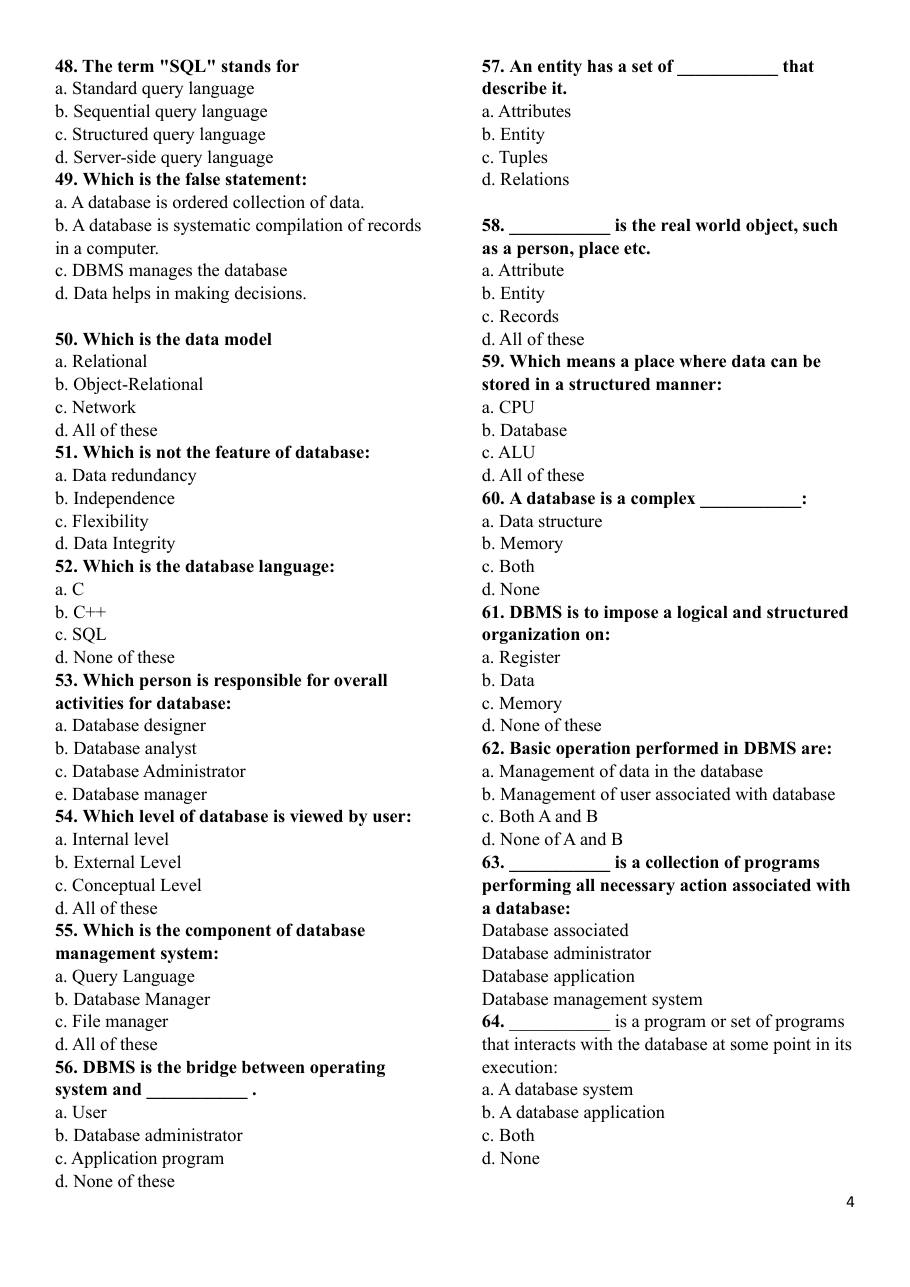 48. The term "SQL" stands for
a. Standard query language
b. Sequential query language
c. Structured query language
d. Server-side query language
49. Which is the false statement:
a. A database is ordered collection of data.
b. A database is systematic compilation of records
in a computer.
c. DBMS manages the database
d. Data helps in making decisions.
50. Which is the data model
a. Relational
b. Object-Relational
c. Network
d. All of these
51. Which is not the feature of database:
a. Data redundancy
b. Independence
c. Flexibility
d. Data Integrity
52. Which is the database language:
a. C
b. C++
c. SQL
d. None of these
53. Which person is responsible for overall
activities for database:
a. Database designer
b. Database analyst
c. Database Administrator
e. Database manager
54. Which level of database is viewed by user:
a. Internal level
b. External Level
c. Conceptual Level
d. All of these
55. Which is the component of database
management system:
a. Query Language
b. Database Manager
c. File manager
d. All of these
56. DBMS is the bridge between operating
system and ___________ .
a. User
b. Database administrator
c. Application program
d. None of these
57. An entity has a set of ___________ that
describe it.
a. Attributes
b. Entity
c. Tuples
d. Relations
58. ___________ is the real world object, such
as a person, place etc.
a. Attribute
b. Entity
c. Records
d. All of these
59. Which means a place where data can be
stored in a structured manner:
a. CPU
b. Database
c. ALU
d. All of these
60. A database is a complex ___________:
a. Data structure
b. Memory
c. Both
d. None
61. DBMS is to impose a logical and structured
organization on:
a. Register
b. Data
c. Memory
d. None of these
62. Basic operation performed in DBMS are:
a. Management of data in the database
b. Management of user associated with database
c. Both A and B
d. None of A and B
63. ___________ is a collection of programs
performing all necessary action associated with
a database:
Database associated
Database administrator
Database application
Database management system
64. ___________ is a program or set of programs
that interacts with the database at some point in its
execution:
a. A database system
b. A database application
c. Both
d. None
4